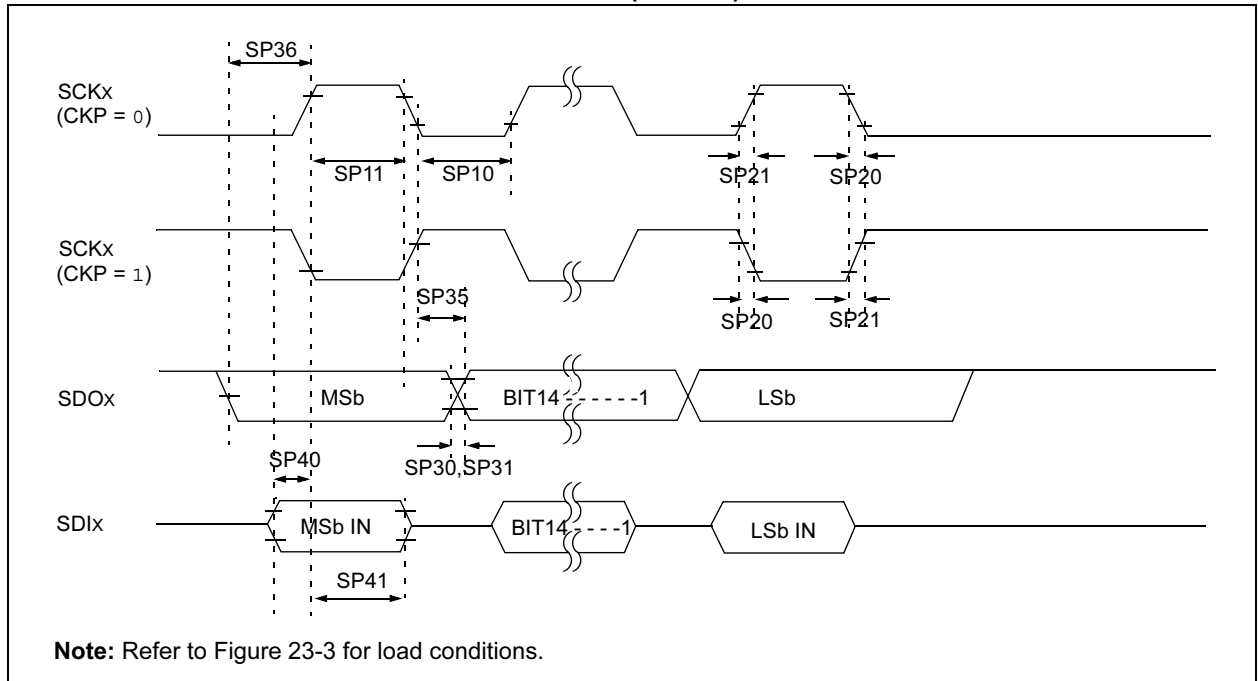 SP36
SCKx
(CKP = 0)
SP11
SP10
SP21
SP20
SCKx
(CKP = 1)
SP35
SP20
SP21
SDOx
MSb
BIT14 - - - - - -1
LSb
SP40
SP30,SP31
SDIx
MSb IN
BIT14 - - - -1
LSb IN
SP41
Note: Refer to Figure 23-3 for load conditions.